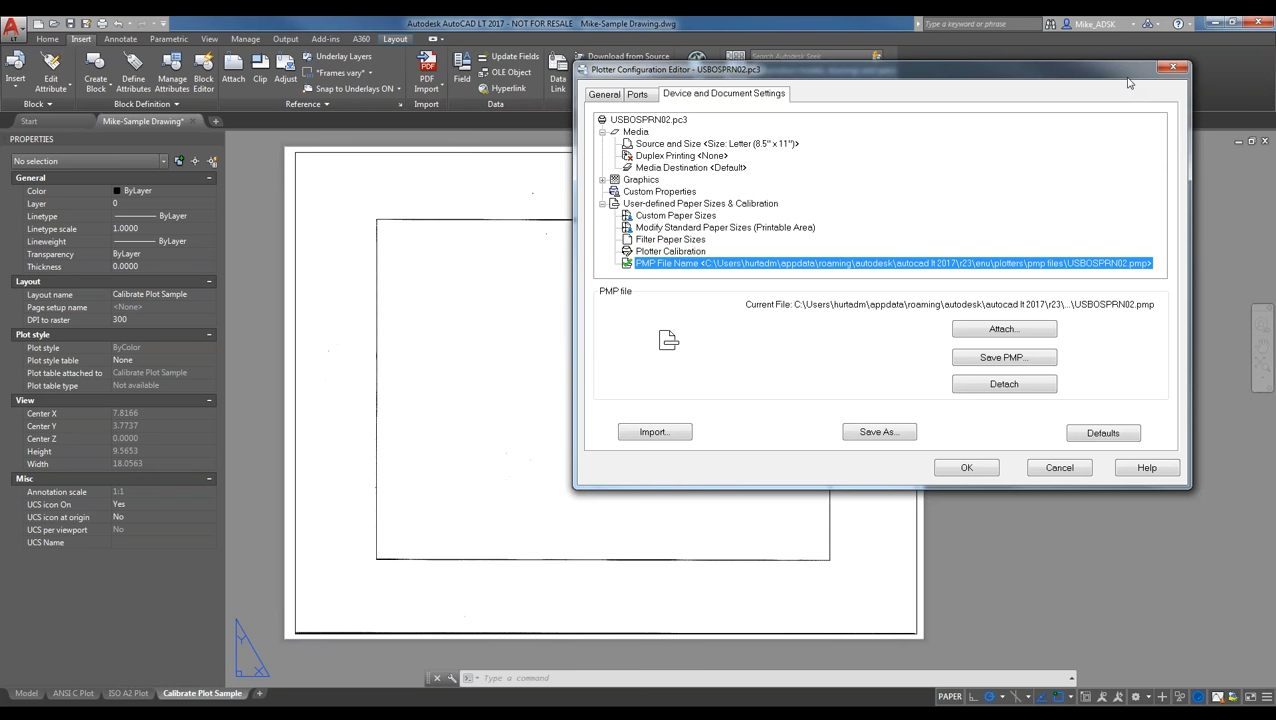 Autodesk AutoCAD LT 2017 - NOT FOR RESALE Mike-Sample Drawing.dwg
Type a keyword or phrase
Mike_ADSK
Home Insert Annotate Parametric View Manage Output Add-ins A360 Layout
Insert
Edit Attribute
Create Block
Define Attributes
Manage Attributes
Block Editor
Attach
Clip
Adjust
Underlay Layers
*Frames vary*
Snap to Underlays ON
PDF Import
Field
Update Fields
OLE Object
Hyperlink
Data Link
Download from Source
Search Autodesk Seek
Block
Block Definition
Reference
Import
Data
Start
Mike-Sample Drawing*
PROPERTIES
No selection
General
Color ByLayer
Layer 0
Linetype ByLayer
Linetype scale 1.0000
Lineweight ByLayer
Transparency ByLayer
Thickness 0.0000
Layout
Layout name Calibrate Plot Sample
Page setup name <None>
DPI to raster 300
Plot style
Plot style ByColor
Plot style table None
Plot table attached to Calibrate Plot Sample
Plot table type Not available
View
Center X 7.8166
Center Y 3.7737
Center Z 0.0000
Height 9.5653
Width 18.0563
Misc
Annotation scale 1:1
UCS icon On Yes
UCS icon at origin No
UCS per viewport No
UCS Name
Plotter Configuration Editor - USBOSPRN02.pc3
General Ports Device and Document Settings
USBOSPRN02.pc3
Media
Source and Size <Size: Letter (8.5" x 11")>
Duplex Printing <None>
Media Destination <Default>
Graphics
Custom Properties
User-defined Paper Sizes & Calibration
Custom Paper Sizes
Modify Standard Paper Sizes (Printable Area)
Filter Paper Sizes
Plotter Calibration
PMP File Name <C:\Users\hurtadm\appdata\roaming\autodesk\autocad lt 2017\r23\enu\plotters\pmp files\USBOSPRN02.pmp>
PMP file
Current File: C:\Users\hurtadm\appdata\roaming\autodesk\autocad lt 2017\r23\...\USBOSPRN02.pmp
Attach...
Save PMP...
Detach
Import... Save As... Defaults
OK Cancel Help
Y
X
Type a command
Model ANSI C Plot ISO A2 Plot Calibrate Plot Sample
PAPER